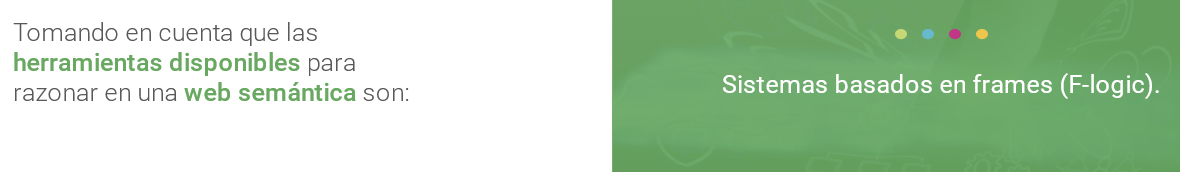 Tomando en cuenta que las
herramientas disponibles para
razonar en una web semántica son:
Sistemas basados en frames (F-logic).